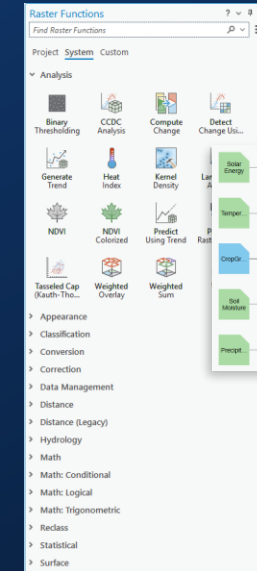 Raster Functions
Find Raster Functions
Project System Custom
Analysis
Binary Thresholding
CCDC Analysis
Compute Change
Detect Change Usi...
Generate Trend
Heat Index
Kernel Density
NDVI
NDVI Colorized
Predict Using Trend
Tasseled Cap (Kauth-Tho...
Weighted Overlay
Weighted Sum
Appearance
Classification
Conversion
Correction
Data Management
Distance
Distance (Legacy)
Hydrology
Math
Math: Conditional
Math: Logical
Math: Trigonometric
Reclass
Statistical
Surface
Solar Energy
Temper...
CropGr...
Soil Moisture
Precipit...